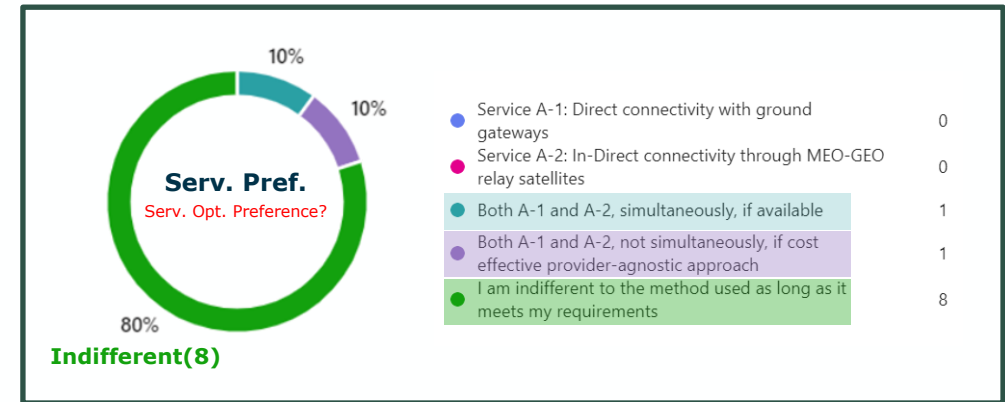 10%
10%
80%
Serv. Pref.
Serv. Opt. Preference?
Indifferent(8)
Service A-1: Direct connectivity with ground
gateways
0
Service A-2: In-Direct connectivity through MEO-GEO
relay satellites
0
Both A-1 and A-2, simultaneously, if available
1
Both A-1 and A-2, not simultaneously, if cost
effective provider-agnostic approach
1
I am indifferent to the method used as long as it
meets my requirements
8